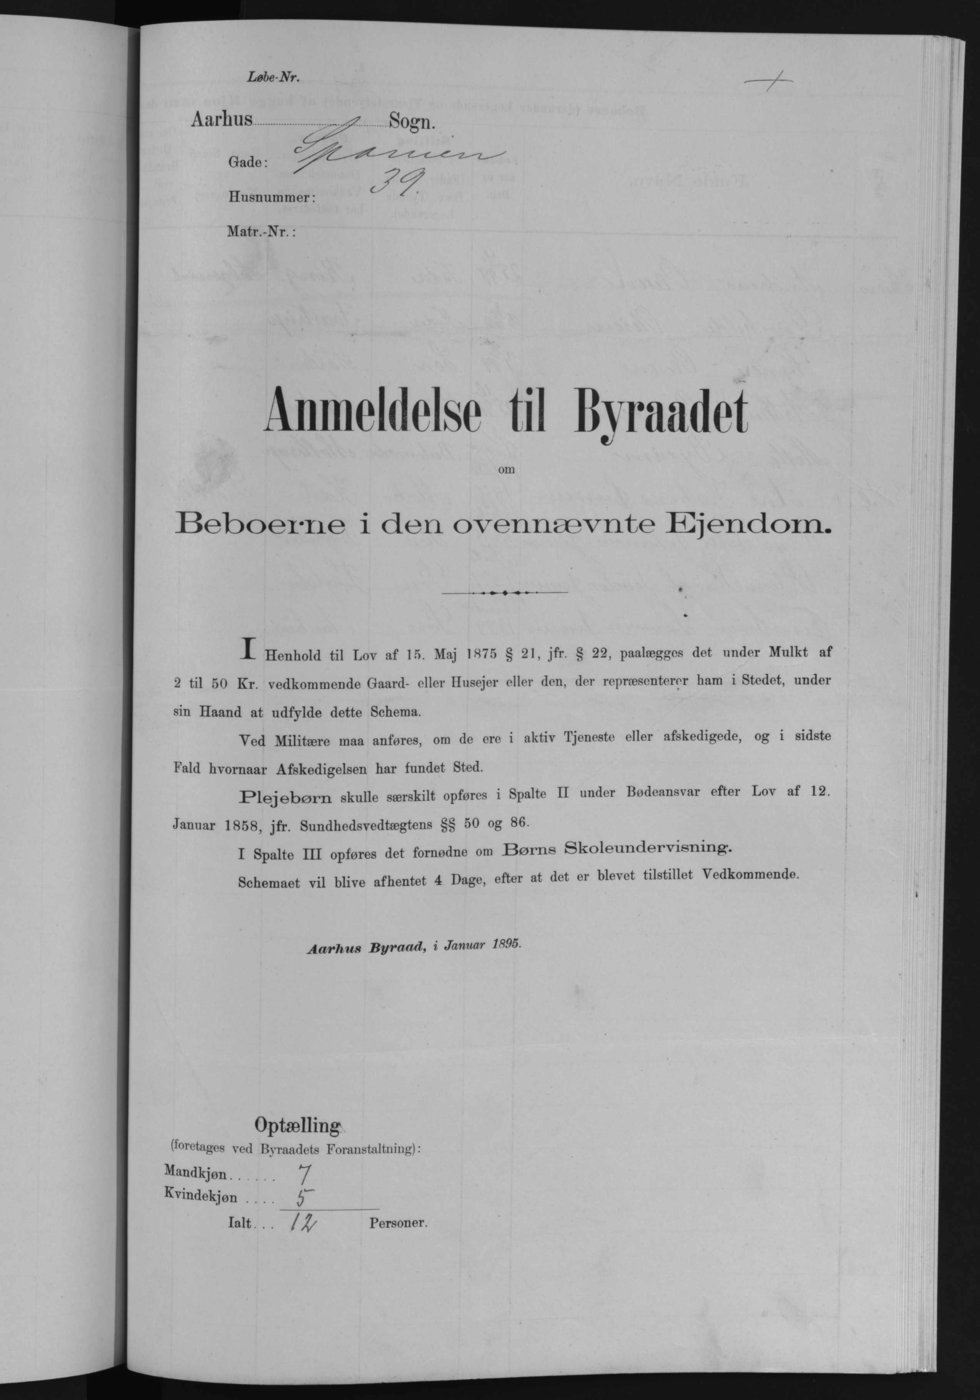 Løbe-Nr.
Aarhus Sogn.
Gade: Spanien
Husnummer: 39.
Matr.-Nr.:
Anmeldelse til Byraadet
om
Beboerne i den ovennævnte Ejendom.
I Henhold til Lov af 15. Maj 1875 § 21, jfr. § 22, paalægges det under Mulkt af
2 til 50 Kr. vedkommende Gaard- eller Husejer eller den, der repræsenterer ham i Stedet, under
sin Haand at udfylde dette Schema.
Ved Militære maa anføres, om de ere i aktiv Tjeneste eller afskedigede, og i sidste
Fald hvornaar Afskedigelsen har fundet Sted.
Plejebørn skulle særskilt opføres i Spalte II under Bødeansvar efter Lov af 12.
Januar 1858, jfr. Sundhedsvedtægtens §§ 50 og 86.
I Spalte III opføres det fornødne om Børns Skoleundervisning.
Schemaet vil blive afhentet 4 Dage, efter at det er blevet tilstillet Vedkommende.
Aarhus Byraad, i Januar 1895.
Optælling
(foretages ved Byraadets Foranstaltning):
Mandkjøn...... 7
Kvindekjøn .... 5
Ialt... 12 Personer.